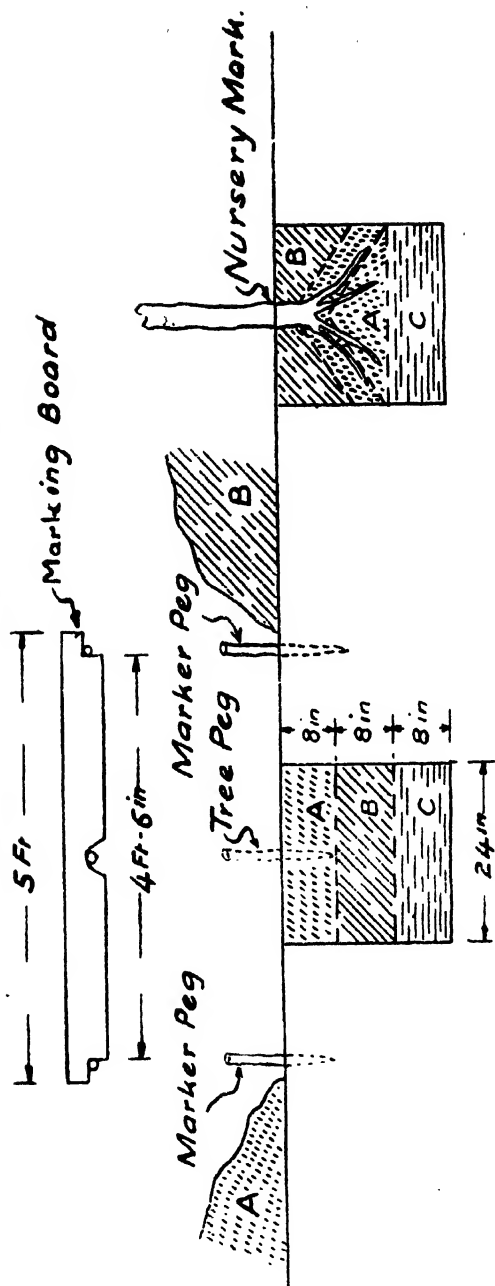 5 Ft
Marking Board
4 Ft-6 in
Marker Peg
Tree Peg
Marker Peg
Nursery Mark.
A
B
A
B
C
8 in
8 in
8 in
24 in
B
A
C